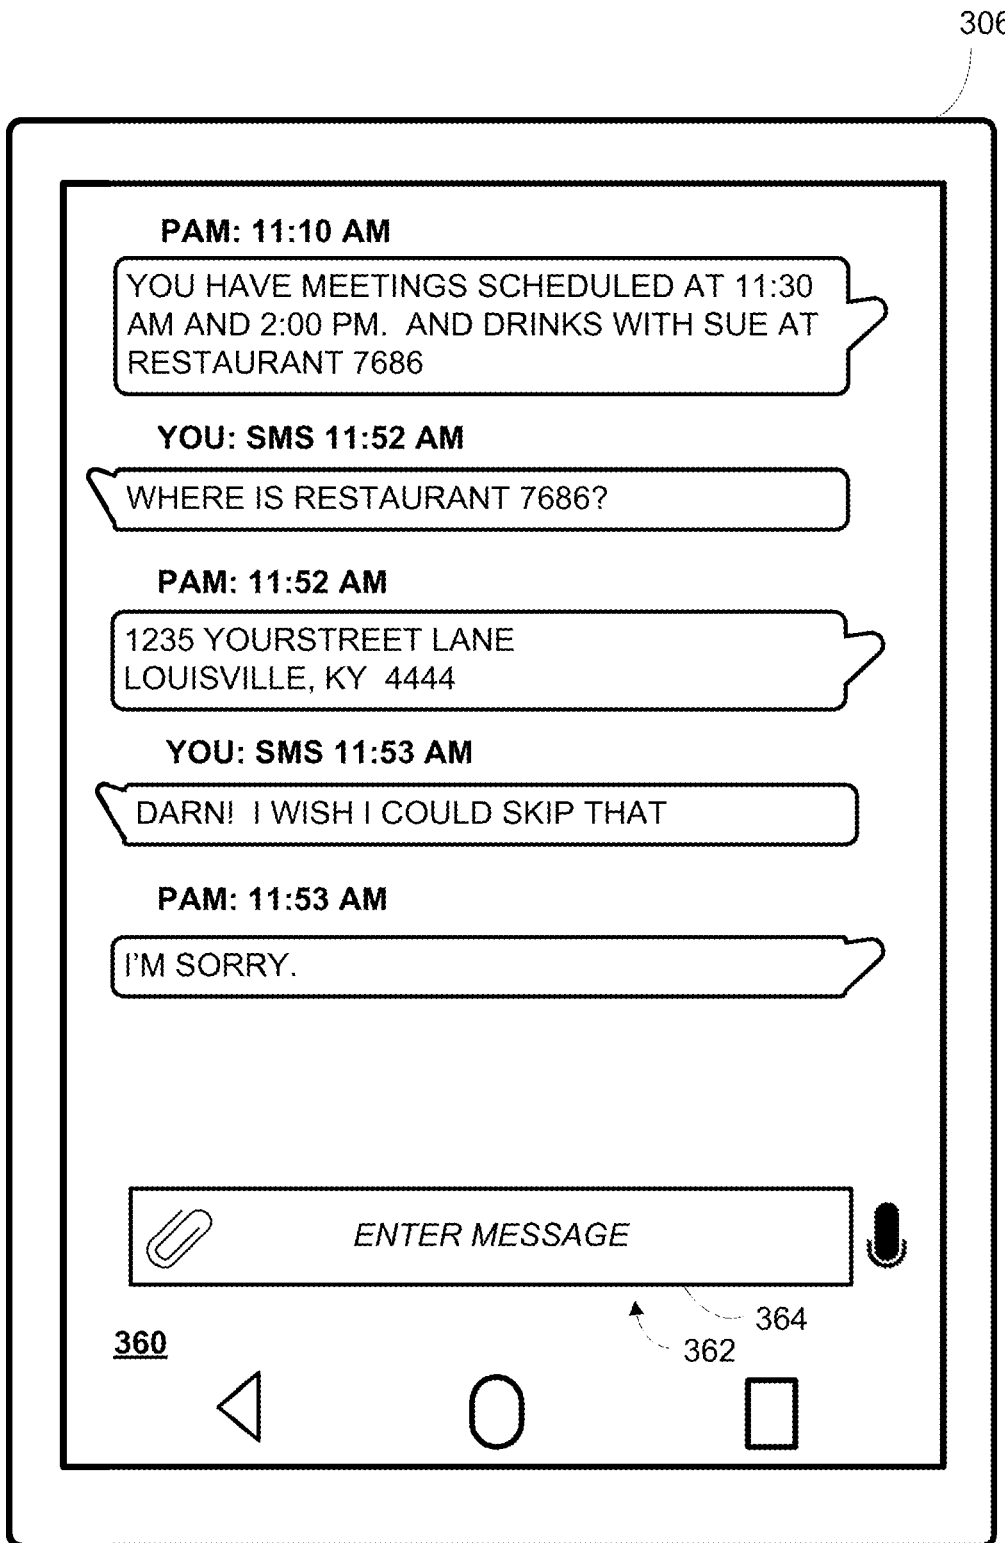 306
PAM: 11:10 AM
YOU HAVE MEETINGS SCHEDULED AT 11:30
AM AND 2:00 PM.  AND DRINKS WITH SUE AT
RESTAURANT 7686
YOU: SMS 11:52 AM
WHERE IS RESTAURANT 7686?
PAM: 11:52 AM
1235 YOURSTREET LANE
LOUISVILLE, KY  4444
YOU: SMS 11:53 AM
DARN!  I WISH I COULD SKIP THAT
PAM: 11:53 AM
I'M SORRY.
ENTER MESSAGE
364
362
360